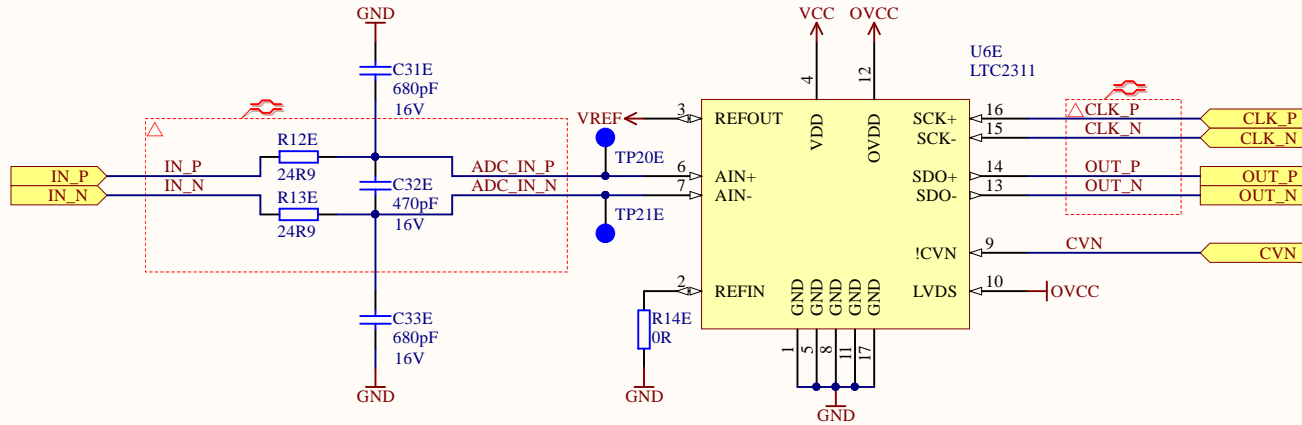 GND
C31E
680pF
16V
VCC
OVCC
U6E
LTC2311
4
12
VDD
OVDD
VREF
3
REFOUT
SCK+
16
CLK_P
CLK_P
SCK-
15
CLK_N
CLK_N
TP20E
R12E
24R9
IN_P
IN_P
ADC_IN_P
6
AIN+
SDO+
14
OUT_P
OUT_P
IN_N
IN_N
C32E
470pF
16V
ADC_IN_N
7
AIN-
SDO-
13
OUT_N
OUT_N
R13E
24R9
TP21E
!CVN
9
CVN
CVN
2
REFIN
LVDS
10
OVCC
C33E
680pF
16V
R14E
0R
GND
GND
GND
GND
GND
1
5
8
11
17
GND
GND
GND